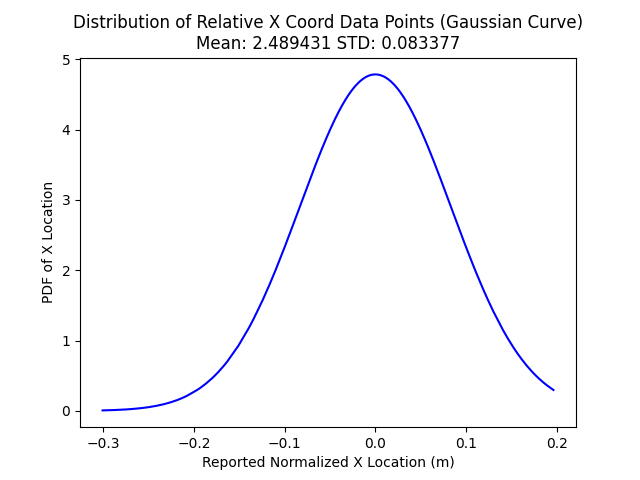 Distribution of Relative X Coord Data Points (Gaussian Curve)
Mean: 2.489431 STD: 0.083377
5
4
3
2
1
0
PDF of X Location
−0.3 −0.2 −0.1 0.0 0.1 0.2
Reported Normalized X Location (m)